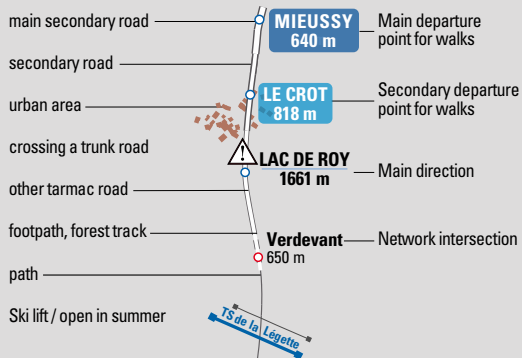 main secondary road
MIEUSSY
640 m
Main departure
point for walks
secondary road
urban area
LE CROT
818 m
Secondary departure
point for walks
crossing a trunk road
!
LAC DE ROY
1661 m
Main direction
other tarmac road
footpath, forest track
Verdevant
650 m
Network intersection
path
Ski lift / open in summer
TS de la Légette